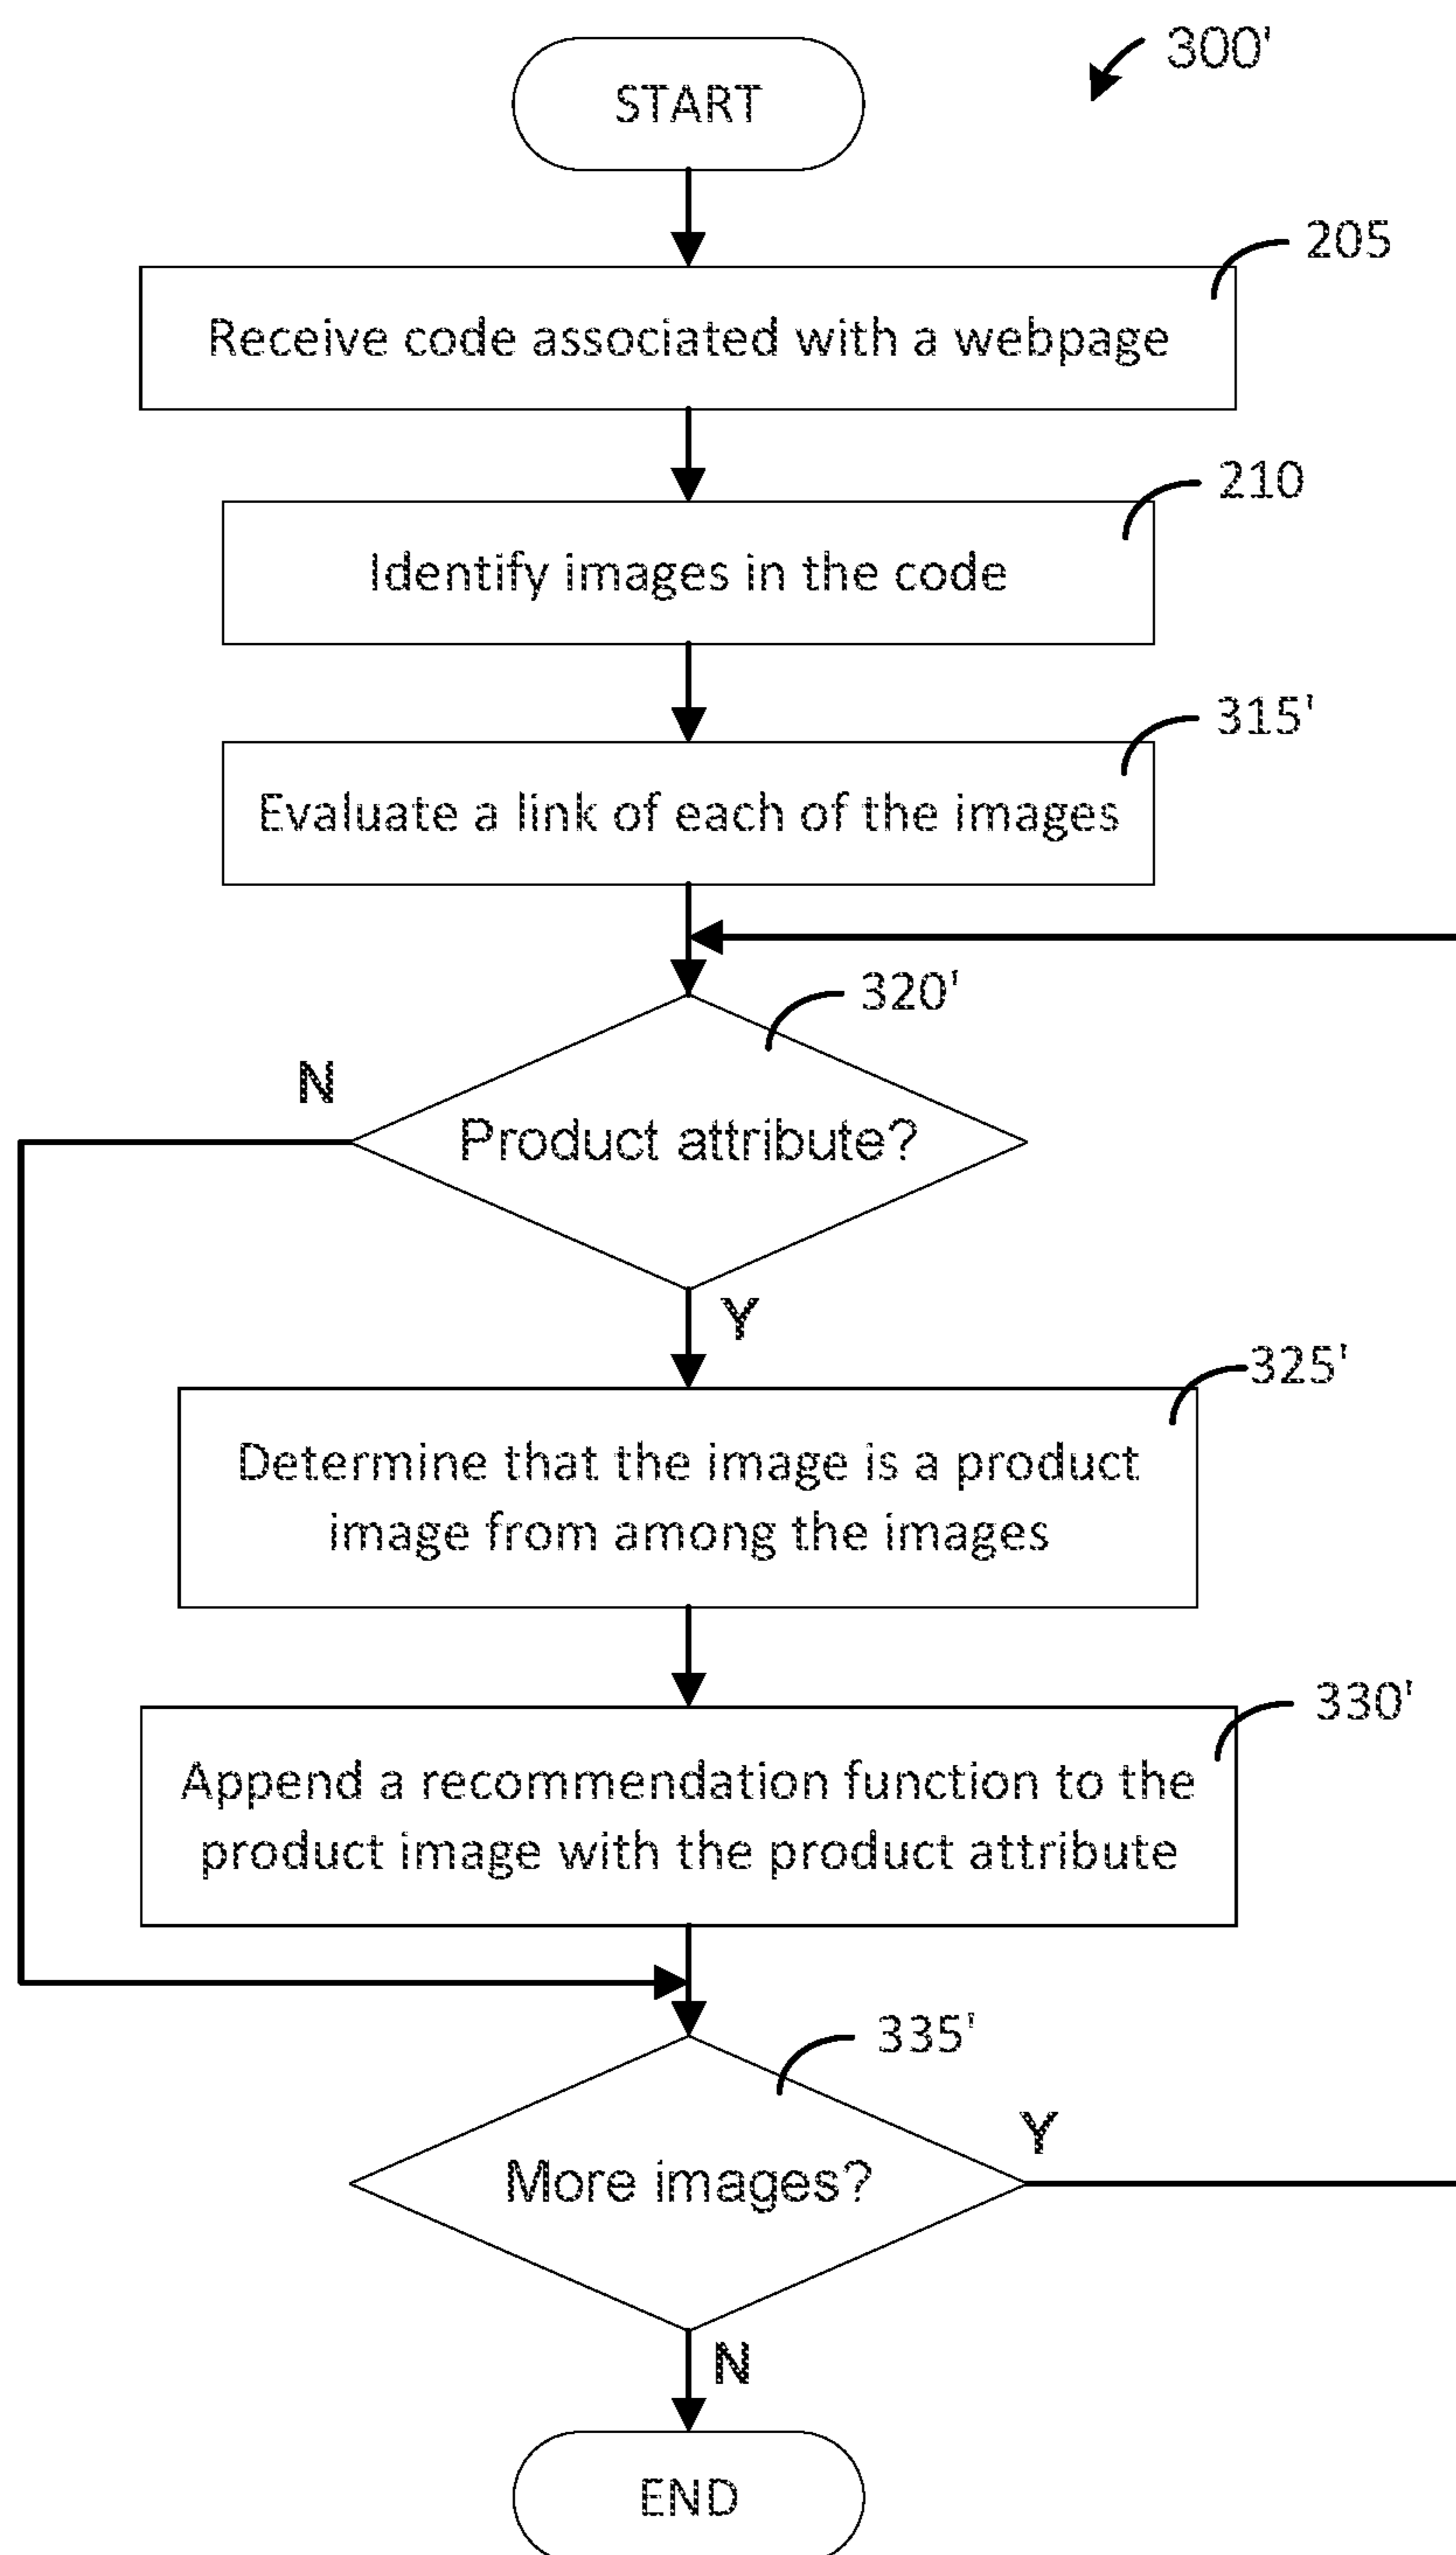 300'
START
205
Receive code associated with a webpage
210
Identify images in the code
315'
Evaluate a link of each of the images
320'
N
Product attribute?
Y
325'
Determine that the image is a product
image from among the images
330'
Append a recommendation function to the
product image with the product attribute
335'
Y
More images?
N
END